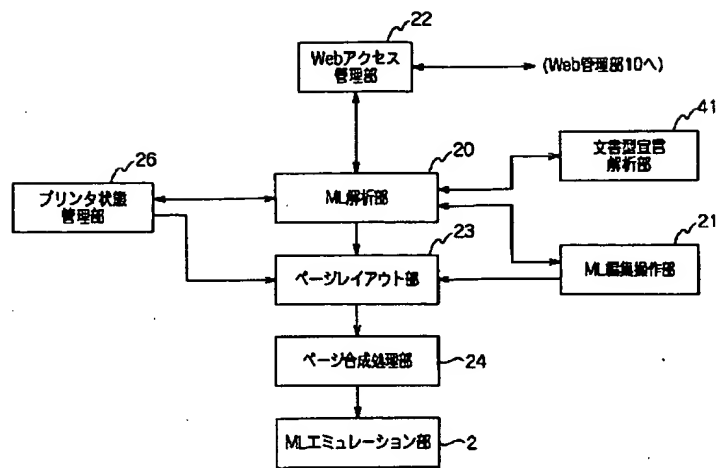 22
Webアクセス
管理部
(Web管理部10へ)
41
文書型宣言
解析部
26
プリンタ状態
管理部
20
ML解析部
23
21
ページレイアウト部
ML編集操作部
ページ合成処理部
24
MLエミュレーション部
2